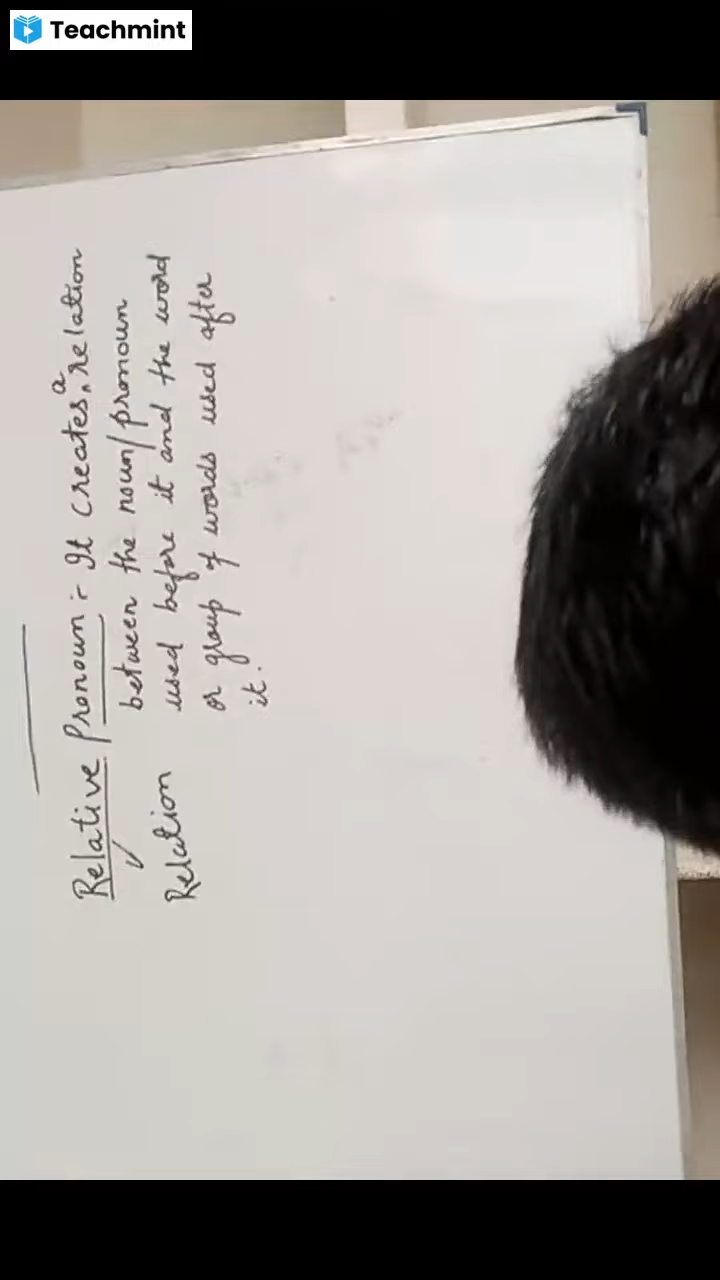 Teachmint
Relative Pronoun :- It creates a relation
between the noun/pronoun
Relation used before it and the word
or group of words used after
it.